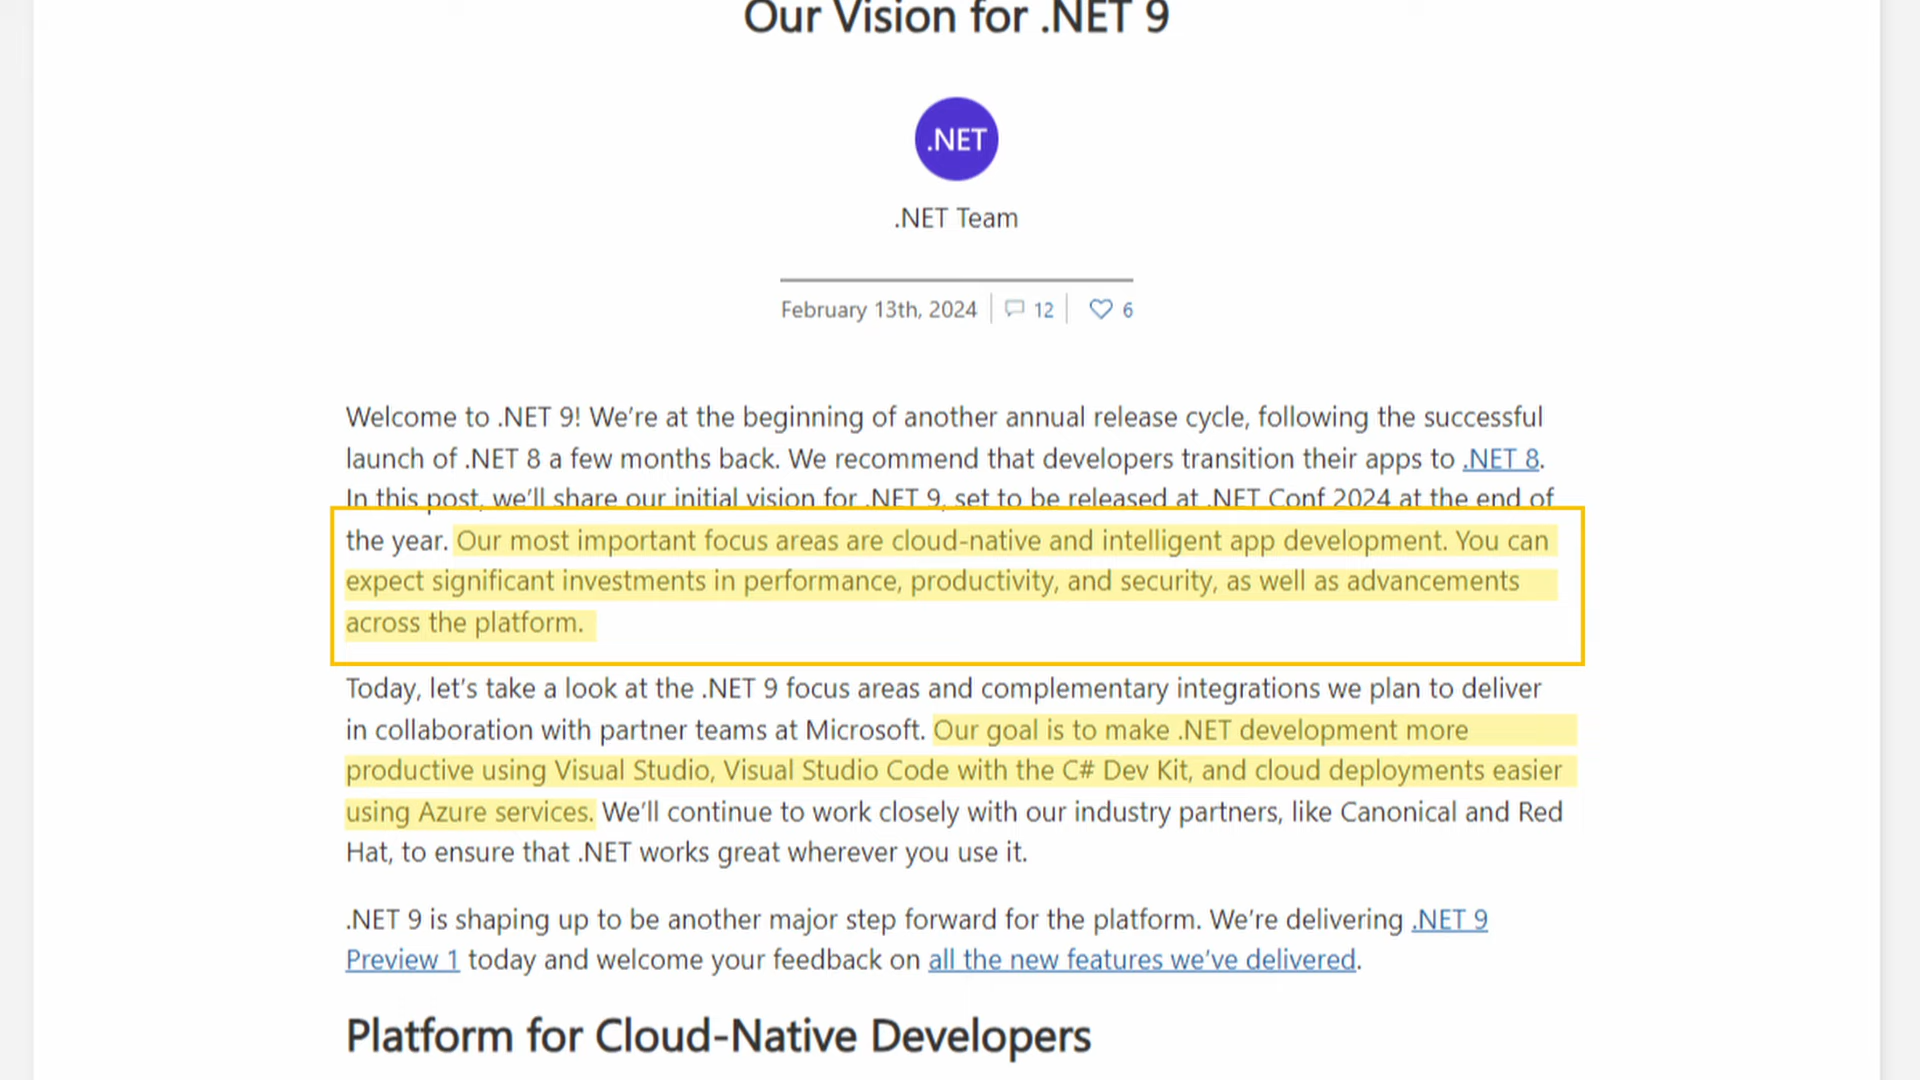 Our Vision for .NET 9
.NET
.NET Team
February 13th, 2024 12 6
Welcome to .NET 9! We’re at the beginning of another annual release cycle, following the successful
launch of .NET 8 a few months back. We recommend that developers transition their apps to .NET 8.
In this post, we’ll share our initial vision for .NET 9, set to be released at .NET Conf 2024 at the end of
the year. Our most important focus areas are cloud-native and intelligent app development. You can
expect significant investments in performance, productivity, and security, as well as advancements
across the platform.
Today, let’s take a look at the .NET 9 focus areas and complementary integrations we plan to deliver
in collaboration with partner teams at Microsoft. Our goal is to make .NET development more
productive using Visual Studio, Visual Studio Code with the C# Dev Kit, and cloud deployments easier
using Azure services. We’ll continue to work closely with our industry partners, like Canonical and Red
Hat, to ensure that .NET works great wherever you use it.
.NET 9 is shaping up to be another major step forward for the platform. We’re delivering .NET 9
Preview 1 today and welcome your feedback on all the new features we’ve delivered.
Platform for Cloud-Native Developers